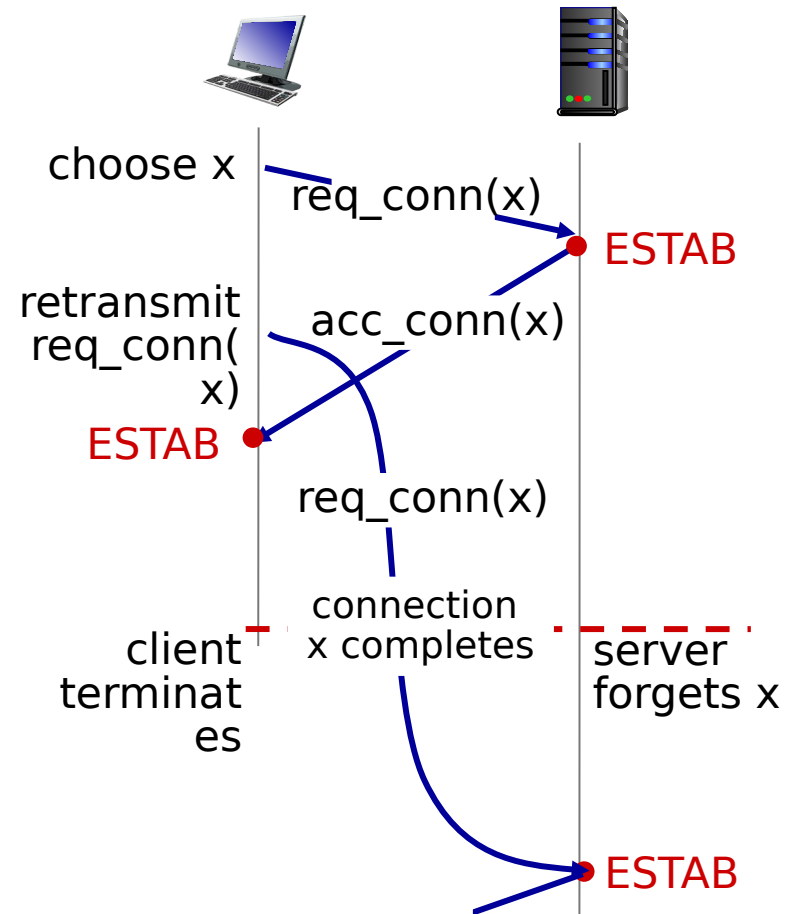 choose x
req_conn(x)
ESTAB
retransmit
req_conn(
x)
acc_conn(x)
ESTAB
req_conn(x)
connection
x completes
client
terminat
es
server
forgets x
ESTAB